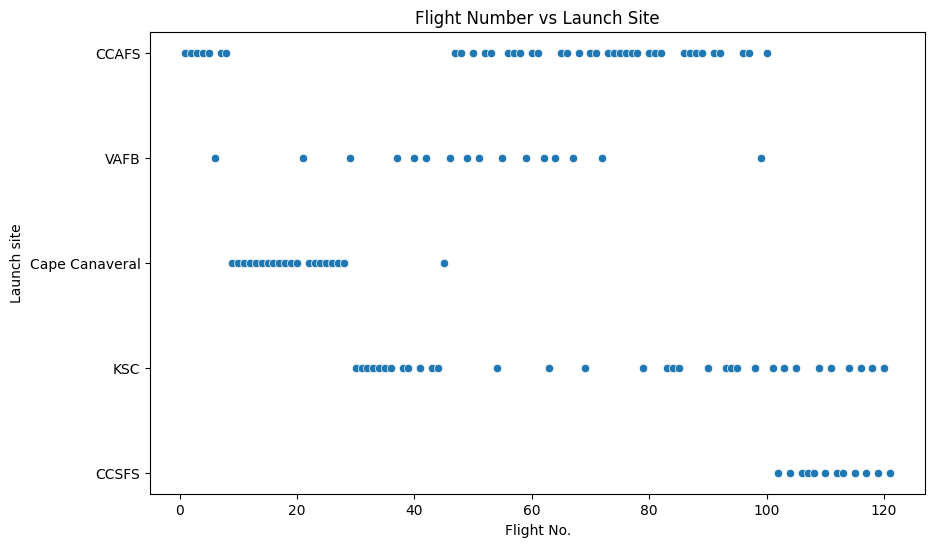 Flight Number vs Launch Site
CCAFS
VAFB
Cape Canaveral
KSC
CCSFS
Launch site
0 20 40 60 80 100 120
Flight No.